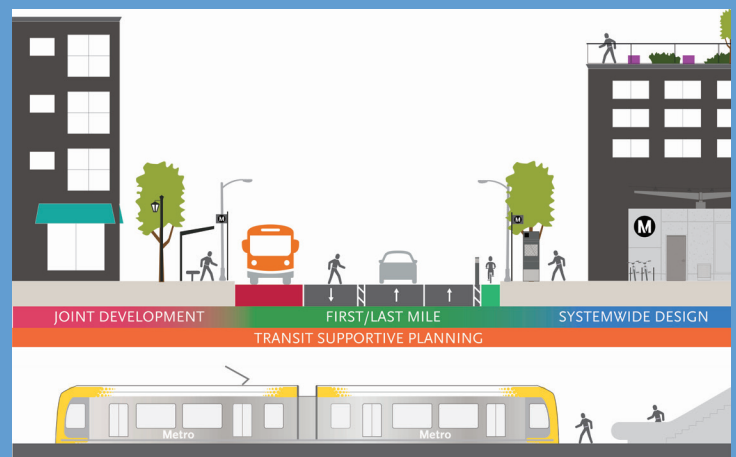 M
M
M
JOINT DEVELOPMENT
FIRST/LAST MILE
SYSTEMWIDE DESIGN
TRANSIT SUPPORTIVE PLANNING
Metro
Metro